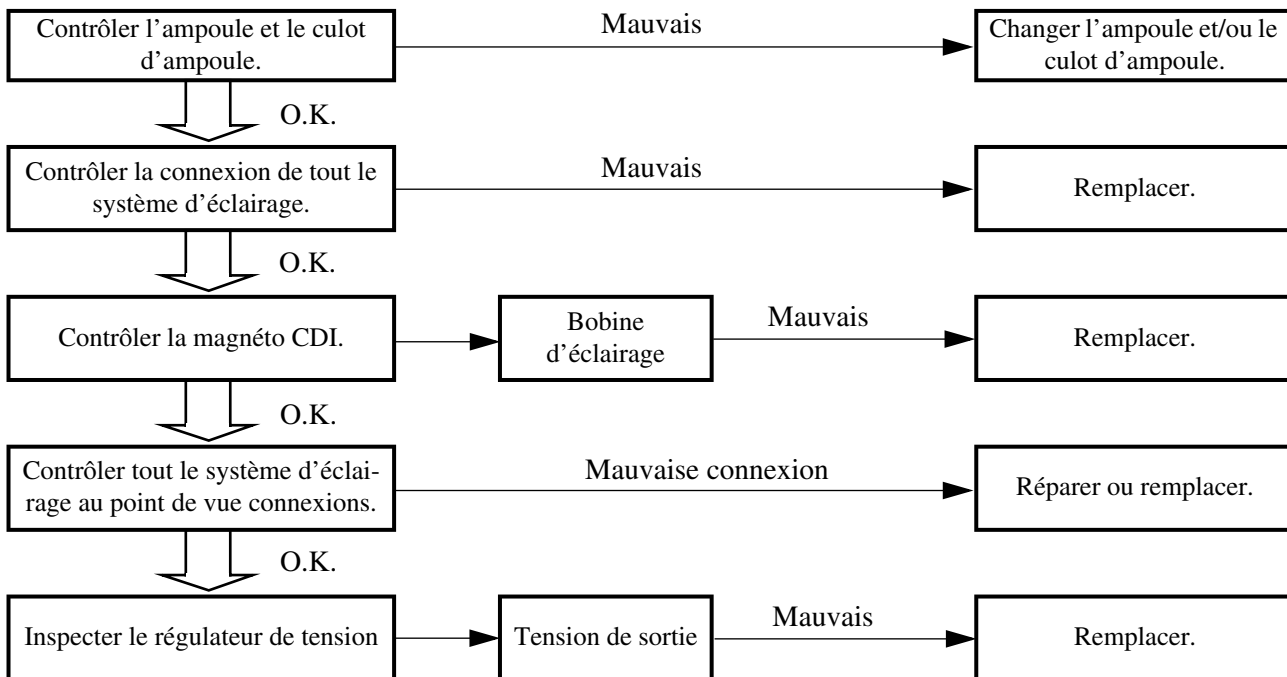 Contrôler l’ampoule et le culot
d’ampoule.
Mauvais
Changer l’ampoule et/ou le
culot d’ampoule.
O.K.
Contrôler la connexion de tout le
système d’éclairage.
Mauvais
Remplacer.
O.K.
Contrôler la magnéto CDI.
Bobine
d’éclairage
Mauvais
Remplacer.
O.K.
Contrôler tout le système d’éclai-
rage au point de vue connexions.
Mauvaise connexion
Réparer ou remplacer.
O.K.
Inspecter le régulateur de tension
Tension de sortie
Mauvais
Remplacer.